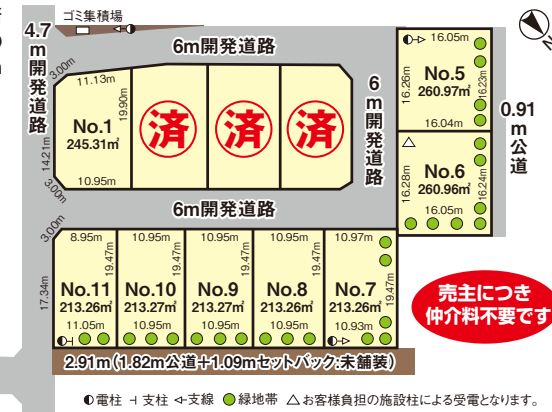 ゴミ集積場
4.7m開発道路
6m開発道路
3.00m
11.13m
19.90m
No.1
245.31㎡
14.21m
10.95m
3.00m
済
済
済
6m開発道路
16.05m
16.26m
No.5
260.97㎡
16.23m
16.04m
0.91m公道
16.28m
No.6
260.96㎡
16.24m
16.05m
6m開発道路
3.00m
8.95m
19.47m
No.11
213.26㎡
17.34m
11.05m
10.95m
19.47m
No.10
213.27㎡
10.95m
10.95m
19.47m
No.9
213.27㎡
10.95m
10.95m
19.47m
No.8
213.26㎡
10.95m
10.97m
No.7
213.26㎡
19.47m
10.93m
売主につき
仲介料不要です
2.91m(1.82m公道+1.09mセットバック:未舗装)
電柱 支柱 支線 緑地帯 △お客様負担の施設柱による受電となります。